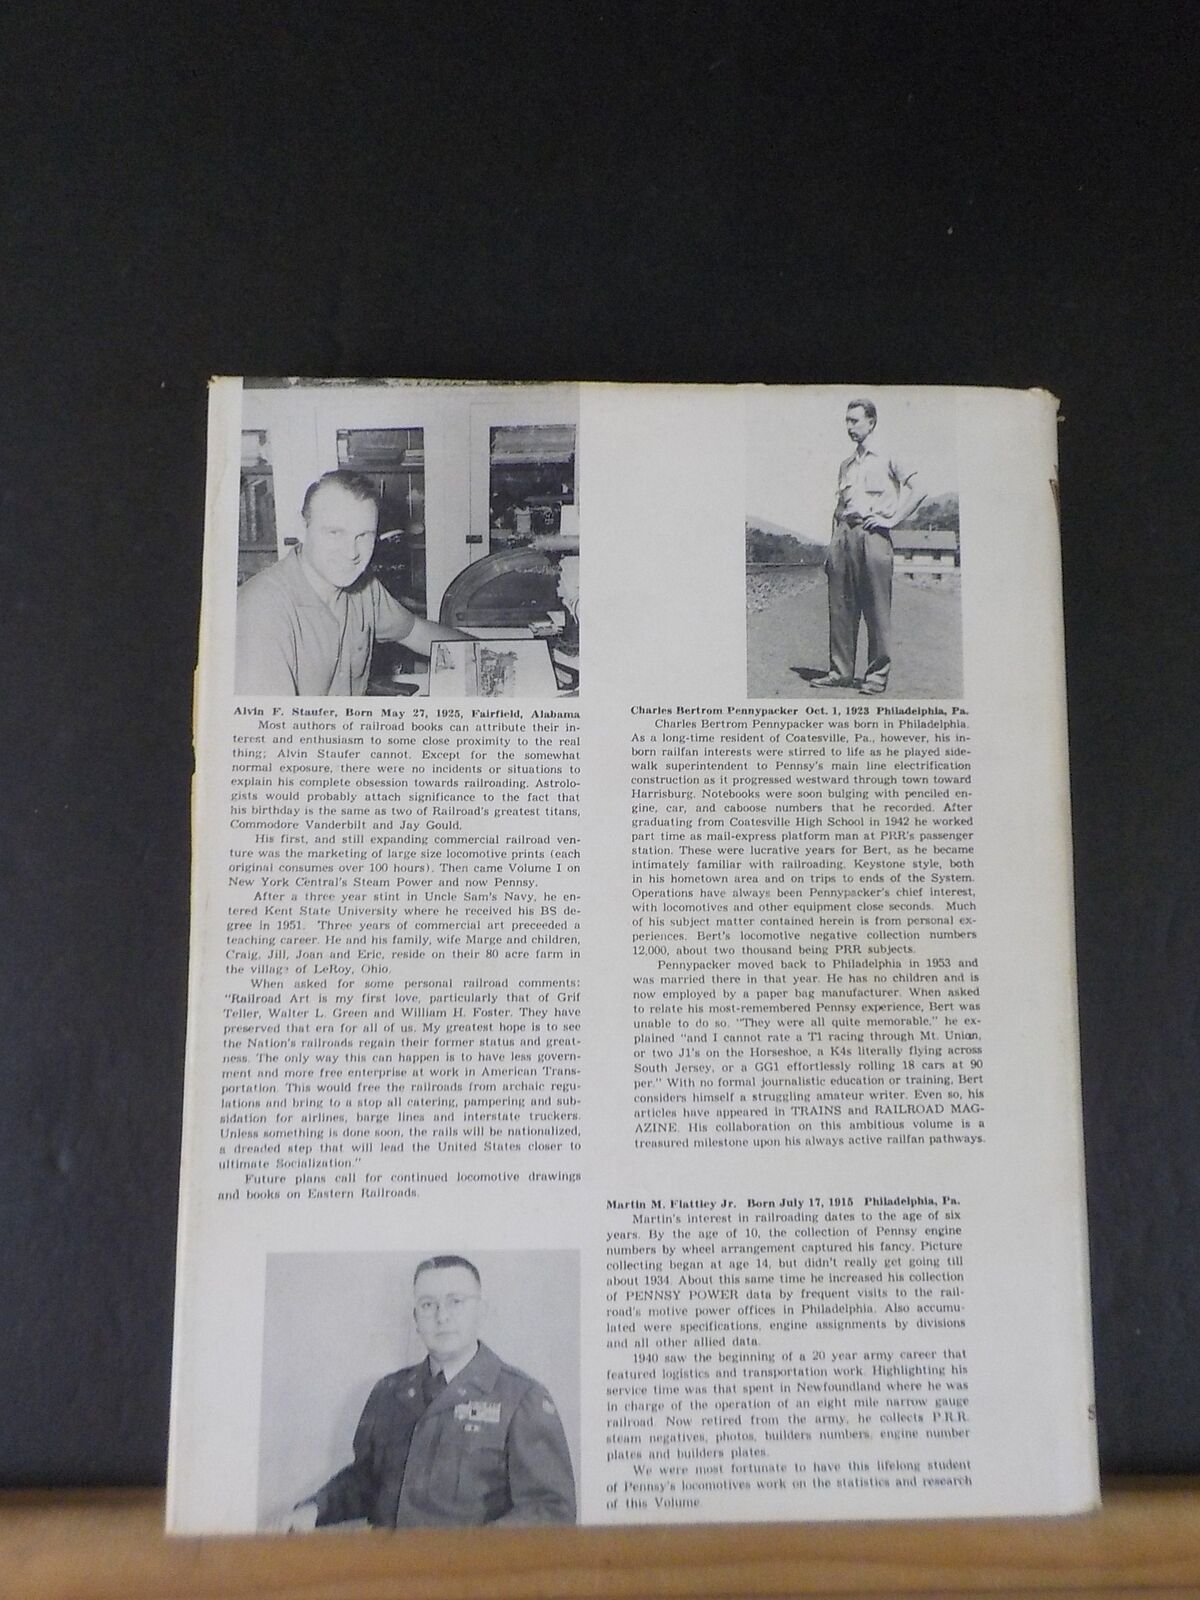 Alvin F. Staufer, Born May 27, 1925, Fairfield, Alabama
Most authors of railroad books can attribute their in-
terest and enthusiasm to some close proximity to the real
thing; Alvin Staufer cannot. Except for the somewhat
normal exposure, there were no incidents or situations to
explain his complete obsession towards railroading. Astrolo-
gists would probably attach significance to the fact that
his birthday is the same as two of Railroad's greatest titans,
Commodore Vanderbilt and Jay Gould.
His first, and still expanding commercial railroad ven-
ture was the marketing of large size locomotive prints (each
original consumes over 100 hours). Then came Volume I on
New York Central's Steam Power and now Pennsy.
After a three year stint in Uncle Sam's Navy, he en-
tered Kent State University where he received his BS de-
gree in 1951. Three years of commercial art preceeded a
teaching career. He and his family, wife Marge and children,
Craig, Jill, Joan and Eric, reside on their 80 acre farm in
the village of LeRoy, Ohio.
When asked for some personal railroad comments:
"Railroad Art is my first love, particularly that of Grif
Teller, Walter L. Green and William H. Foster. They have
preserved that era for all of us. My greatest hope is to see
the Nation's railroads regain their former status and great-
ness. The only way this can happen is to have less govern-
ment and more free enterprise at work in American Trans-
portation. This would free the railroads from archaic regu-
lations and bring to a stop all catering, pampering and sub-
sidation for airlines, barge lines and interstate truckers.
Unless something is done soon, the rails will be nationalized,
a dreaded step that will lead the United States closer to
ultimate Socialization."
Future plans call for continued locomotive drawings
and books on Eastern Railroads.
Charles Bertrom Pennypacker Oct. 1, 1923 Philadelphia, Pa.
Charles Bertrom Pennypacker was born in Philadelphia.
As a long-time resident of Coatesville, Pa., however, his in-
born railfan interests were stirred to life as he played side-
walk superintendent to Pennsy's main line electrification
construction as it progressed westward through town toward
Harrisburg. Notebooks were soon bulging with penciled en-
gine, car, and caboose numbers that he recorded. After
graduating from Coatesville High School in 1942 he worked
part time as mail-express platform man at PRR's passenger
station. These were lucrative years for Bert, as he became
intimately familiar with railroading, Keystone style, both
in his hometown area and on trips to ends of the System.
Operations have always been Pennypacker's chief interest,
with locomotives and other equipment close seconds. Much
of his subject matter contained herein is from personal ex-
periences. Bert's locomotive negative collection numbers
12,000, about two thousand being PRR subjects.
Pennypacker moved back to Philadelphia in 1953 and
was married there in that year. He has no children and is
now employed by a paper bag manufacturer. When asked
to relate his most-remembered Pennsy experience, Bert was
unable to do so. "They were all quite memorable," he ex-
plained "and I cannot rate a T1 racing through Mt. Union,
or two J1's on the Horseshoe, a K4s literally flying across
South Jersey, or a GG1 effortlessly rolling 18 cars at 90
per." With no formal journalistic education or training, Bert
considers himself a struggling amateur writer. Even so, his
articles have appeared in TRAINS and RAILROAD MAG-
AZINE. His collaboration on this ambitious volume is a
treasured milestone upon his always active railfan pathways.
Martin M. Flattley Jr. Born July 17, 1915 Philadelphia, Pa.
Martin's interest in railroading dates to the age of six
years. By the age of 10, the collection of Pennsy engine
numbers by wheel arrangement captured his fancy. Picture
collecting began at age 14, but didn't really get going till
about 1934. About this same time he increased his collection
of PENNSY POWER data by frequent visits to the rail-
road's motive power offices in Philadelphia. Also accumu-
lated were specifications, engine assignments by divisions
and all other allied data.
1940 saw the beginning of a 20 year army career that
featured logistics and transportation work. Highlighting his
service time was that spent in Newfoundland where he was
in charge of the operation of an eight mile narrow gauge
railroad. Now retired from the army, he collects P.R.R.
steam negatives, photos, builders numbers, engine number
plates and builders plates.
We were most fortunate to have this lifelong student
of Pennsy's locomotives work on the statistics and research
of this Volume.